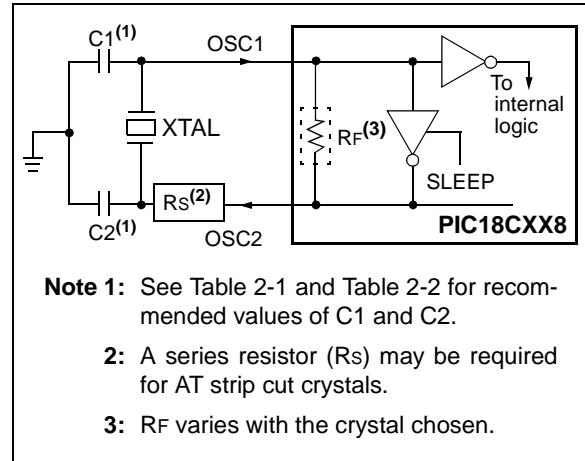 C1(1)
OSC1
To
internal
logic
XTAL
RF(3)
SLEEP
C2(1)
RS(2)
OSC2
PIC18CXX8
Note 1: See Table 2-1 and Table 2-2 for recom-
mended values of C1 and C2.
2: A series resistor (RS) may be required
for AT strip cut crystals.
3: RF varies with the crystal chosen.